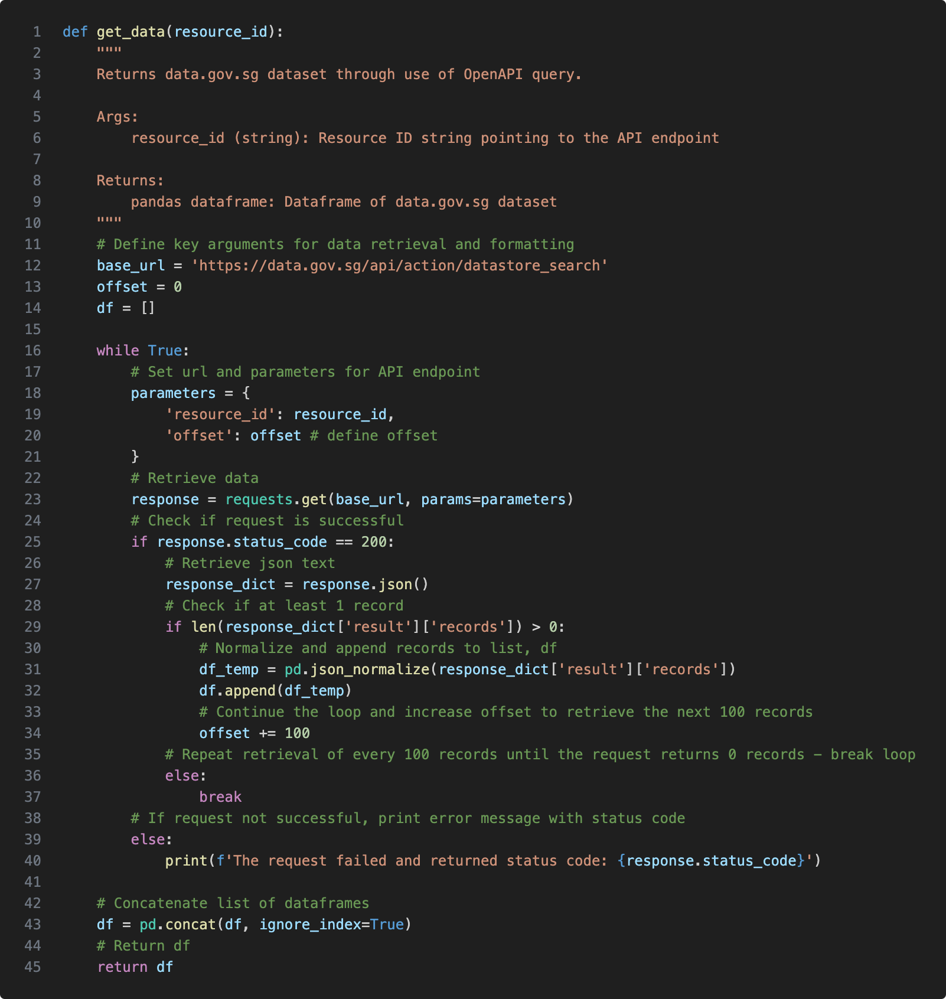 1 def get_data(resource_id):
2     """
3     Returns data.gov.sg dataset through use of OpenAPI query.
4
5     Args:
6         resource_id (string): Resource ID string pointing to the API endpoint
7
8     Returns:
9         pandas dataframe: Dataframe of data.gov.sg dataset
10     """
11     # Define key arguments for data retrieval and formatting
12     base_url = 'https://data.gov.sg/api/action/datastore_search'
13     offset = 0
14     df = []
15
16     while True:
17         # Set url and parameters for API endpoint
18         parameters = {
19             'resource_id': resource_id,
20             'offset': offset # define offset
21         }
22         # Retrieve data
23         response = requests.get(base_url, params=parameters)
24         # Check if request is successful
25         if response.status_code == 200:
26             # Retrieve json text
27             response_dict = response.json()
28             # Check if at least 1 record
29             if len(response_dict['result']['records']) > 0:
30                 # Normalize and append records to list, df
31                 df_temp = pd.json_normalize(response_dict['result']['records'])
32                 df.append(df_temp)
33                 # Continue the loop and increase offset to retrieve the next 100 records
34                 offset += 100
35             # Repeat retrieval of every 100 records until the request returns 0 records – break loop
36             else:
37                 break
38         # If request not successful, print error message with status code
39         else:
40             print(f'The request failed and returned status code: {response.status_code}')
41
42     # Concatenate list of dataframes
43     df = pd.concat(df, ignore_index=True)
44     # Return df
45     return df